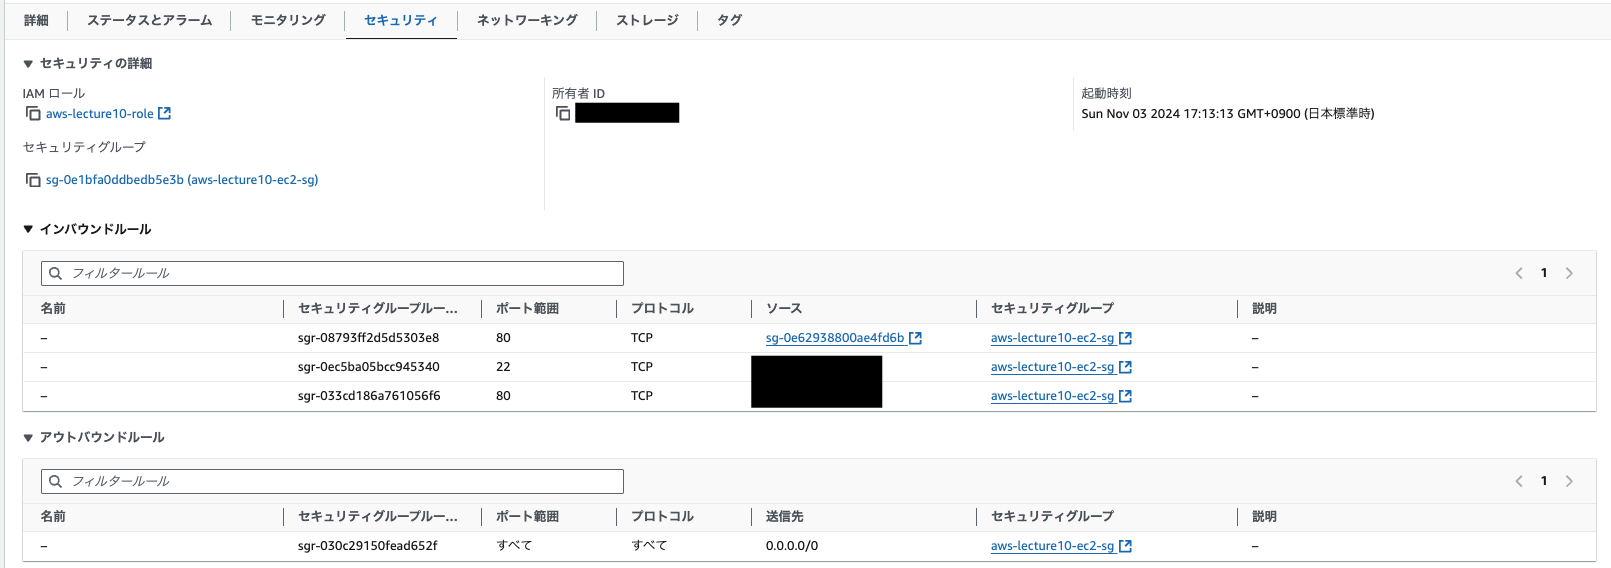 詳細 ステータスとアラーム モニタリング セキュリティ ネットワーキング ストレージ タグ
セキュリティの詳細
IAM ロール 所有者 ID 起動時刻
aws-lecture10-role Sun Nov 03 2024 17:13:13 GMT+0900 (日本標準時)
セキュリティグループ
sg-0e1bfa0ddbedb5e3b (aws-lecture10-ec2-sg)
インバウンドルール
フィルタールール 1
名前 セキュリティグループルー... ポート範囲 プロトコル ソース セキュリティグループ 説明
– sgr-08793ff2d5d5303e8 80 TCP sg-0e62938800ae4fd6b aws-lecture10-ec2-sg –
– sgr-0ec5ba05bcc945340 22 TCP aws-lecture10-ec2-sg –
– sgr-033cd186a761056f6 80 TCP aws-lecture10-ec2-sg –
アウトバウンドルール
フィルタールール 1
名前 セキュリティグループルー... ポート範囲 プロトコル 送信先 セキュリティグループ 説明
– sgr-030c29150fead652f すべて すべて 0.0.0.0/0 aws-lecture10-ec2-sg –